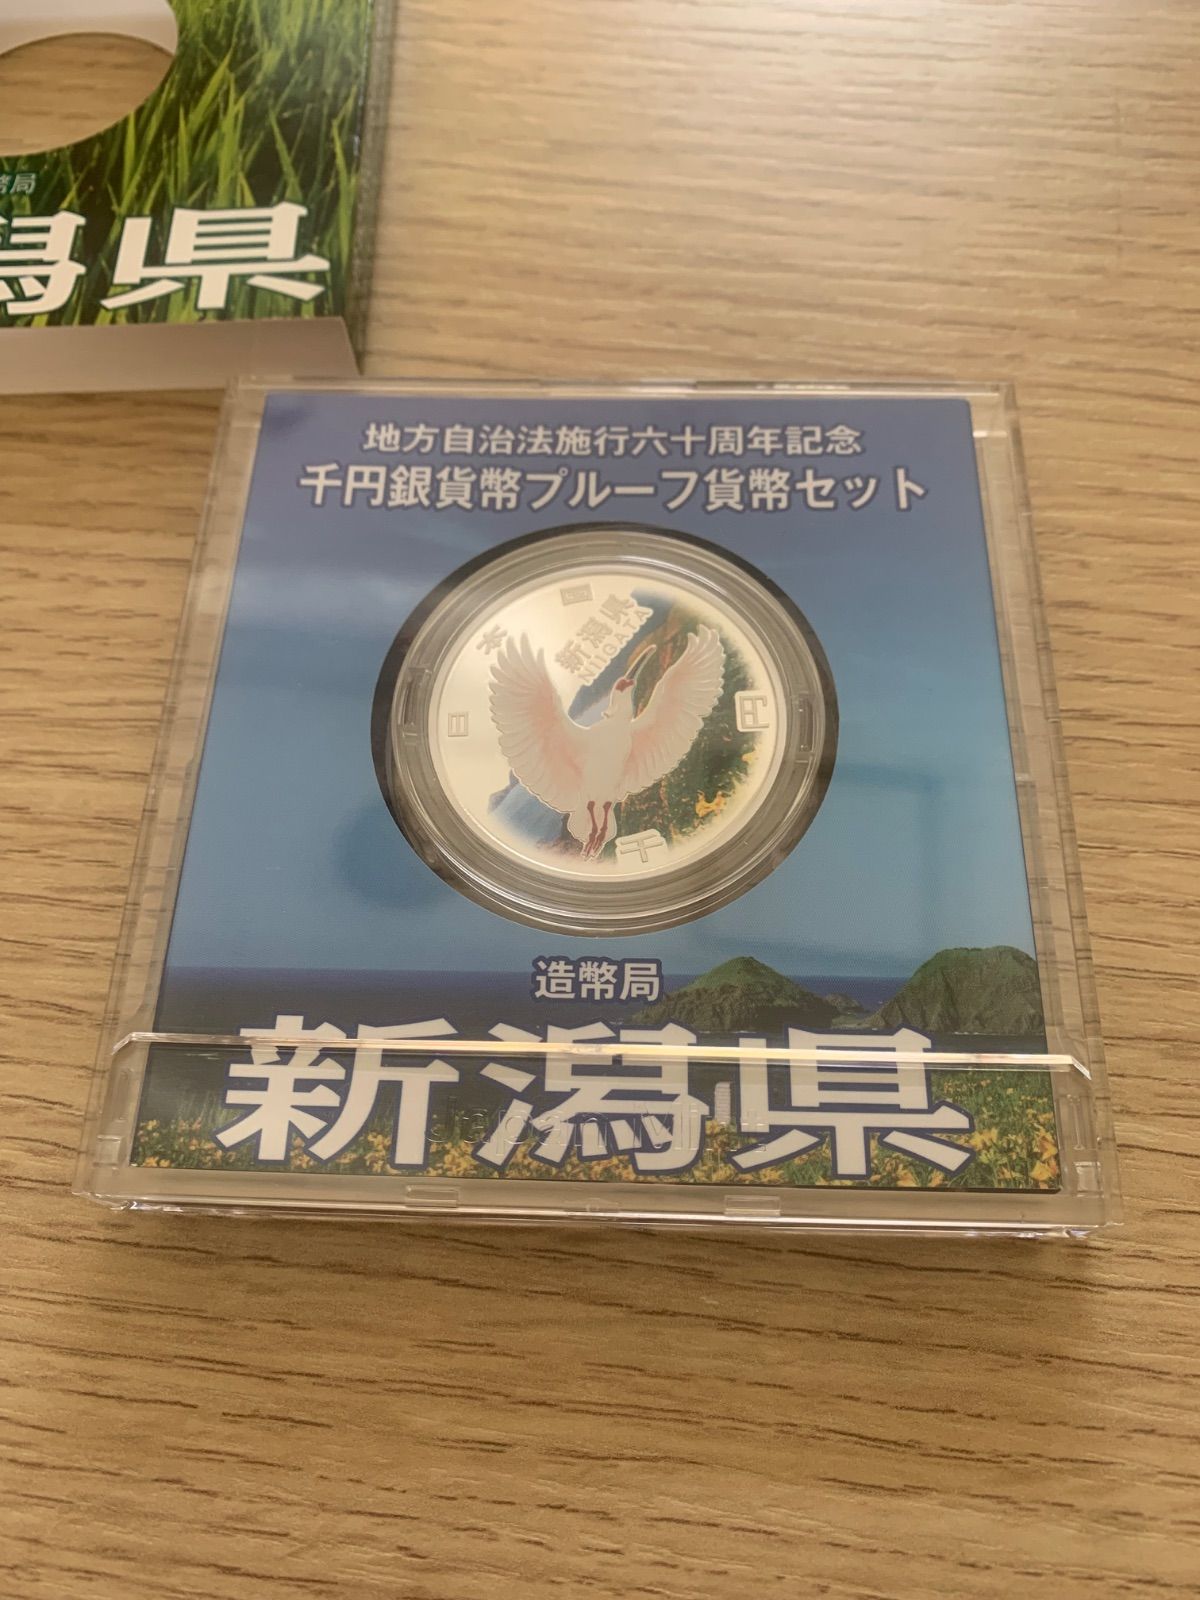 幣局
潟県
地方自治法施行六十周年記念
千円銀貨幣プルーフ貨幣セット
日本国
新潟県
NIIGATA
千円
造幣局
新潟県
Japan Mint